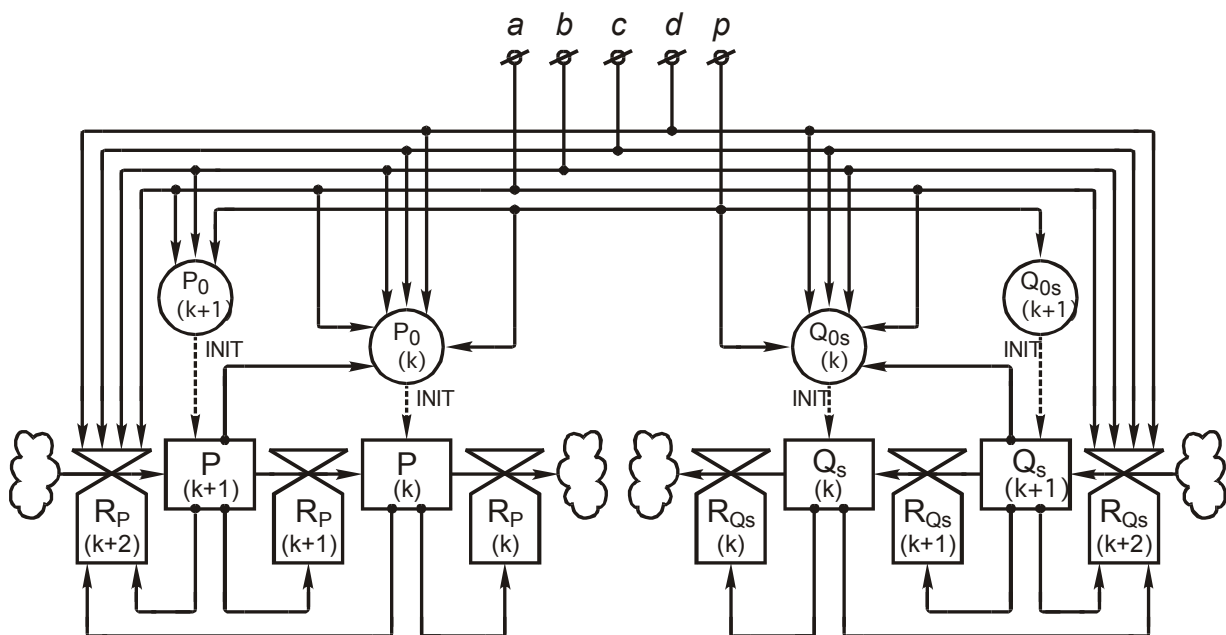 a b c d p
P0 (k+1)
Q0s (k+1)
P0 (k)
Q0s (k)
INIT
INIT
INIT
INIT
P (k+1)
P (k)
Qs (k)
Qs (k+1)
RP (k+2)
RP (k+1)
RP (k)
RQs (k)
RQs (k+1)
RQs (k+2)